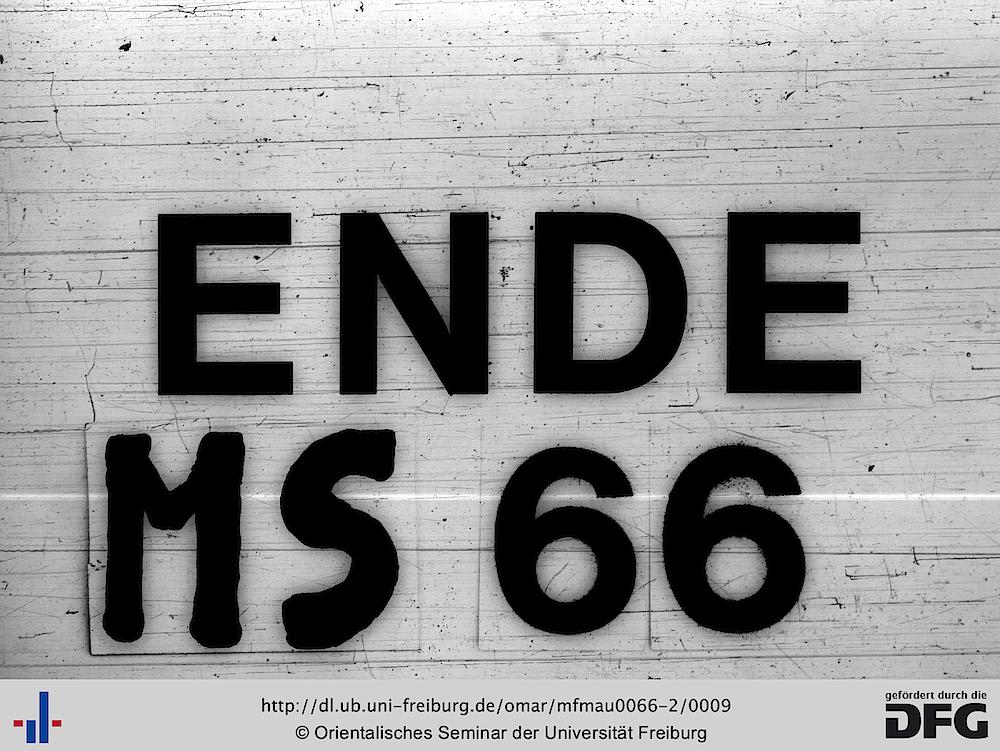 ENDE
MS 66
http://dl.ub.uni-freiburg.de/omar/mfmau0066-2/0009
© Orientalisches Seminar der Universität Freiburg
gefördert durch die
DFG